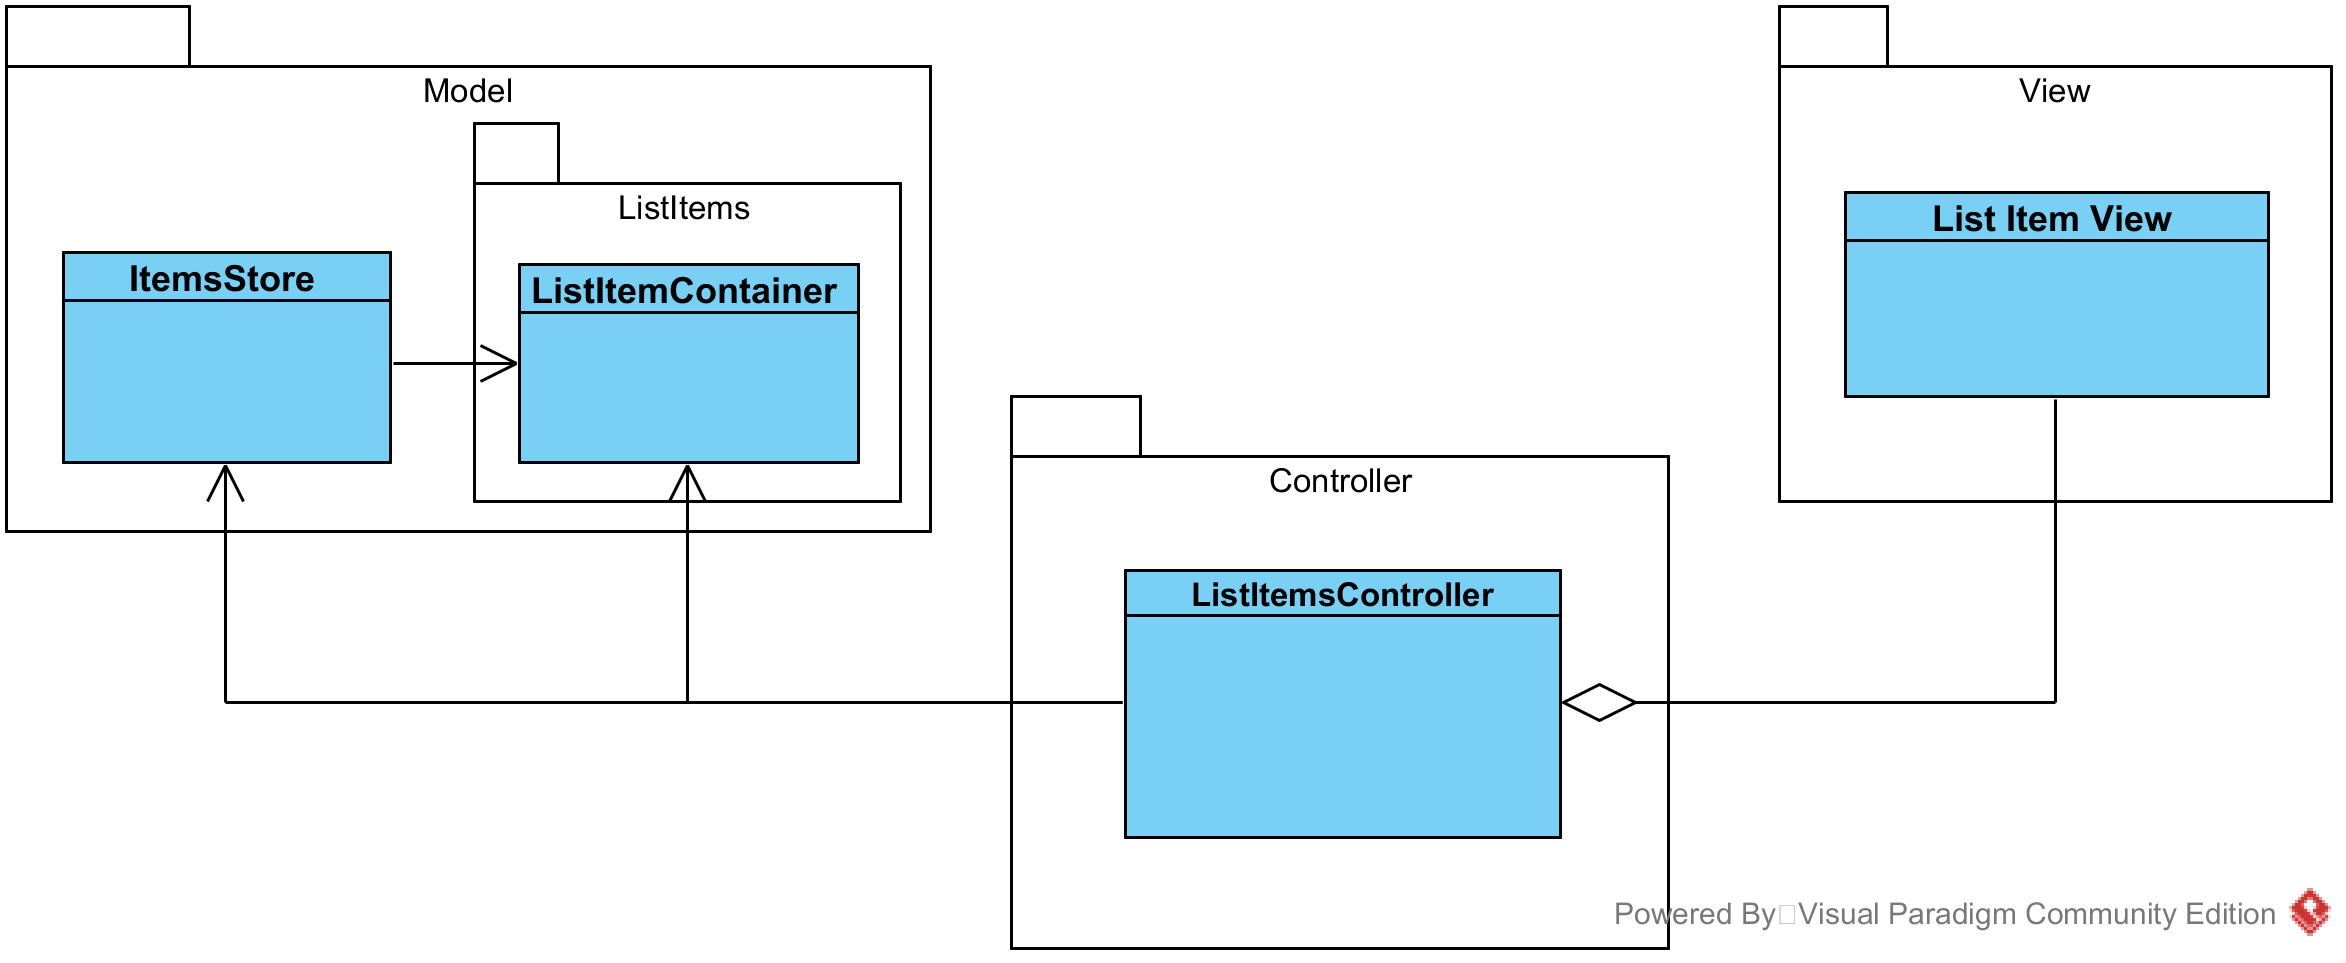 Model
View
ListItems
List Item View
ItemsStore
ListItemContainer
Controller
ListItemsController
Powered By Visual Paradigm Community Edition